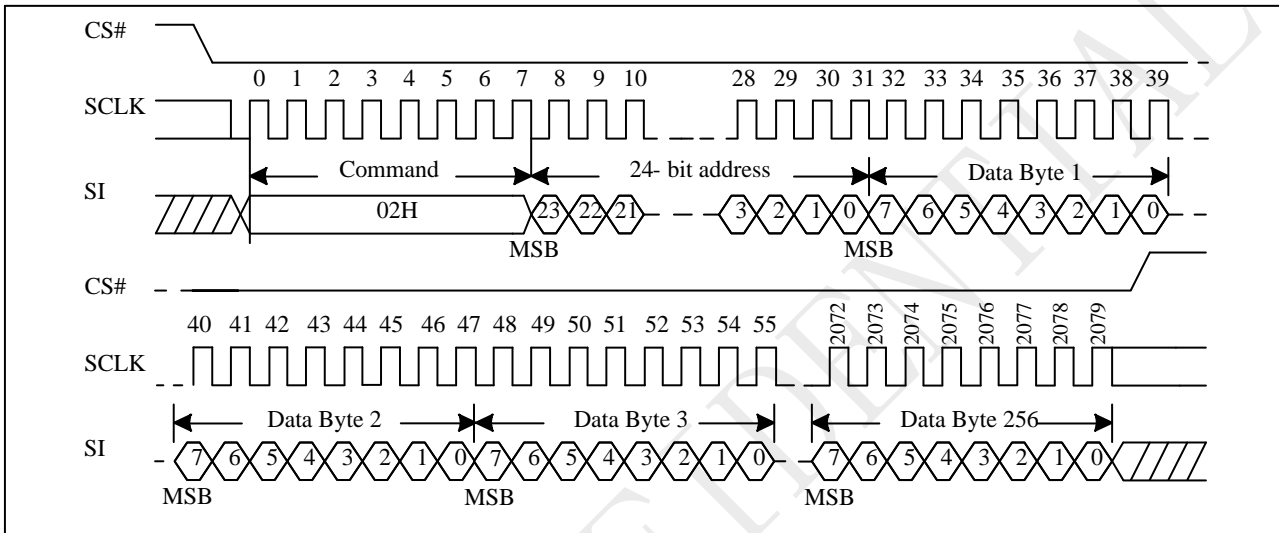 CS#
0 1 2 3 4 5 6 7 8 9 10 28 29 30 31 32 33 34 35 36 37 38 39
SCLK
Command 24- bit address Data Byte 1
SI
02H 23 22 21 3 2 1 0 7 6 5 4 3 2 1 0
MSB MSB
CS#
40 41 42 43 44 45 46 47 48 49 50 51 52 53 54 55 2072 2073 2074 2075 2076 2077 2078 2079
SCLK
Data Byte 2 Data Byte 3 Data Byte 256
SI
7 6 5 4 3 2 1 0 7 6 5 4 3 2 1 0 7 6 5 4 3 2 1 0
MSB MSB MSB